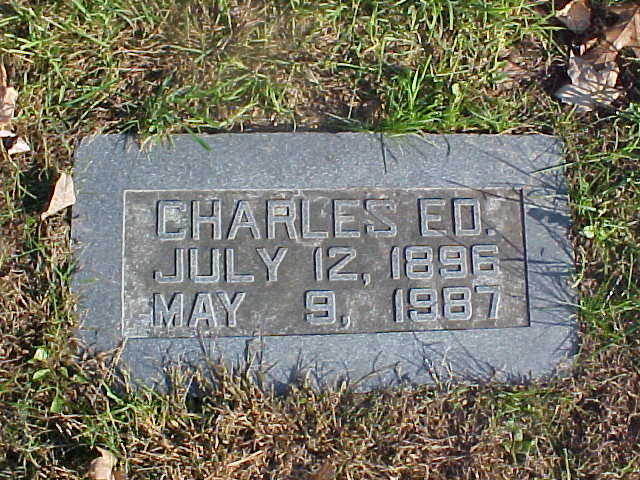 CHARLES ED.
JULY 12, 1896
MAY 9, 1987